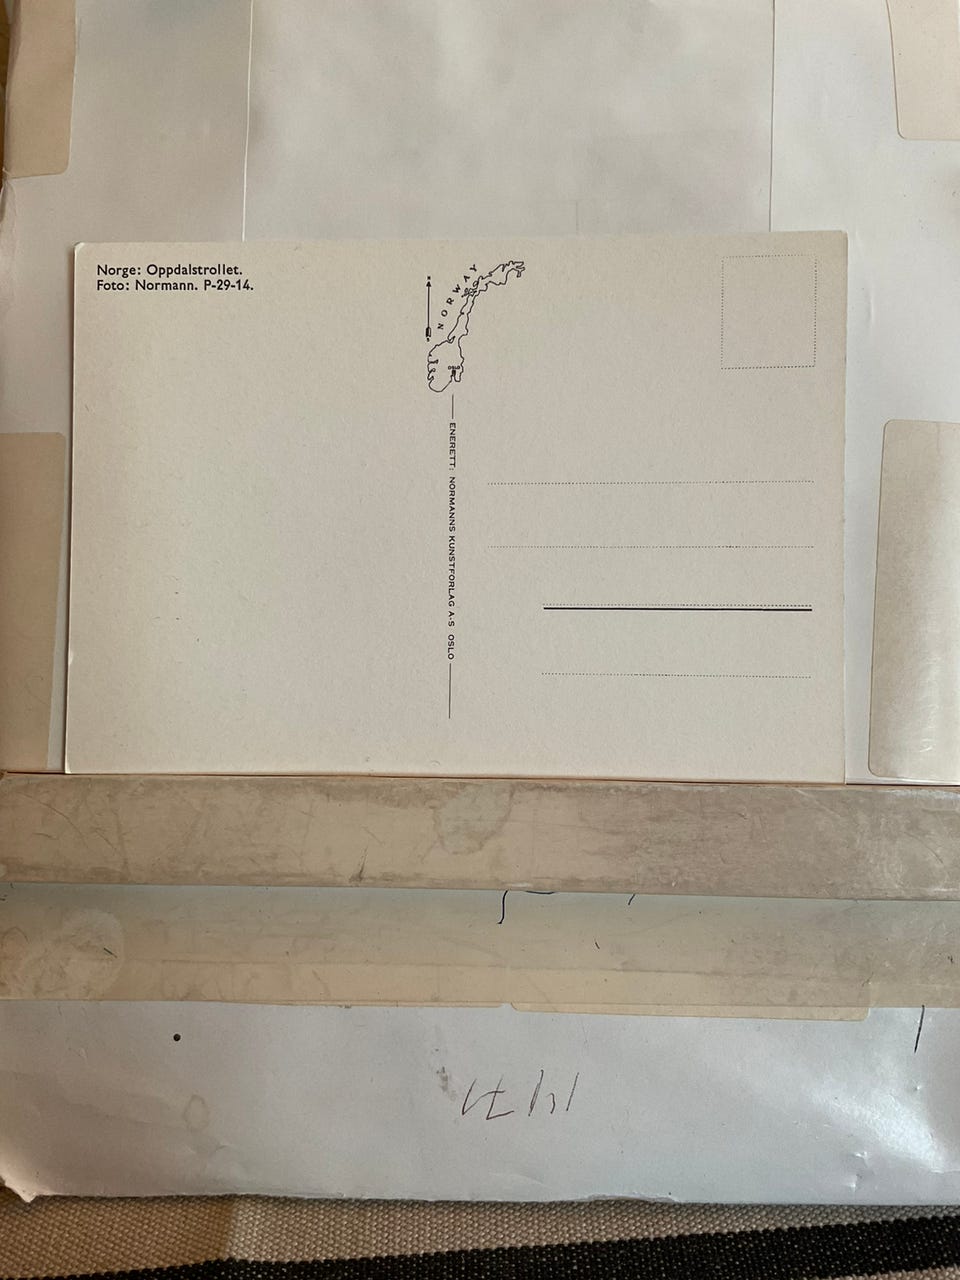 Norge: Oppdalstrollet.
Foto: Normann. P-29-14.
NORWAY
OSLO
ENERETT: NORMANNS KUNSTFORLAG A-S OSLO